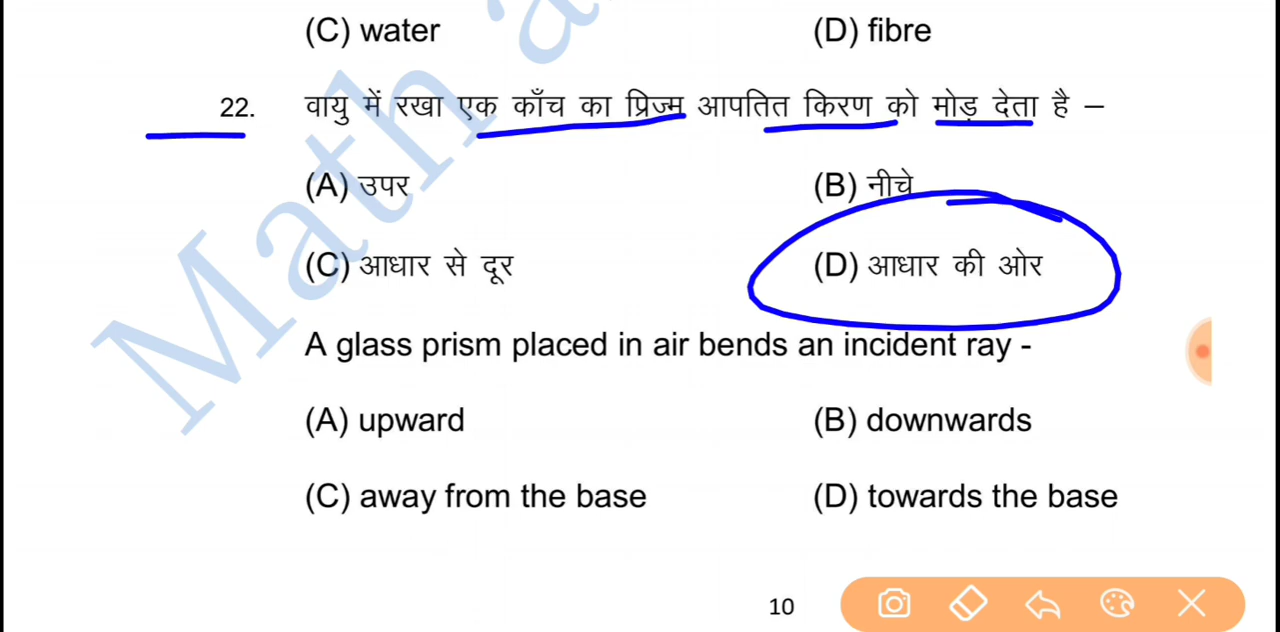 (C) water (D) fibre
22. वायु में रखा एक काँच का प्रिज्म आपतित किरण को मोड़ देता है –
(A) उपर (B) नीचे
(C) आधार से दूर (D) आधार की ओर
A glass prism placed in air bends an incident ray -
(A) upward (B) downwards
(C) away from the base (D) towards the base
10
Math a